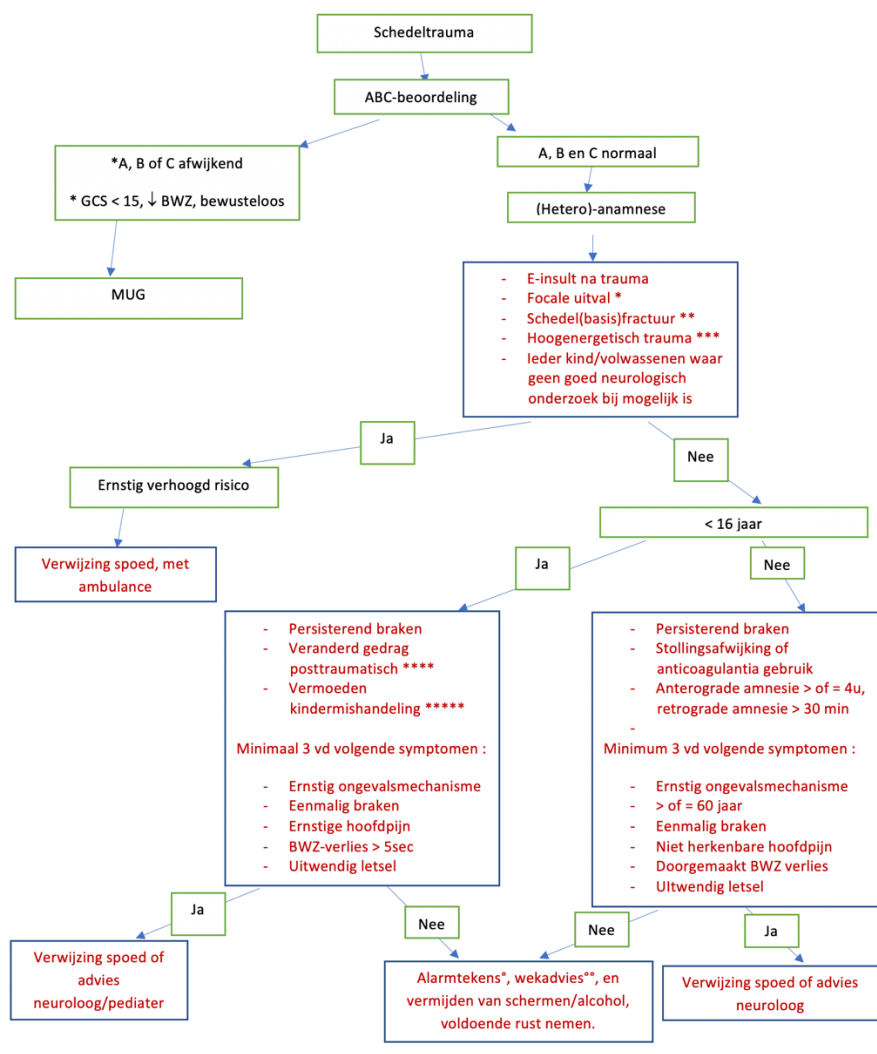 Schedeltrauma
ABC-beoordeling
*A, B of C afwijkend
* GCS < 15, ↓ BWZ, bewusteloos
A, B en C normaal
(Hetero)-anamnese
MUG
- E-insult na trauma
- Focale uitval *
- Schedel(basis)fractuur **
- Hoogenergetisch trauma ***
- Ieder kind/volwassenen waar
geen goed neurologisch
onderzoek bij mogelijk is
Ja
Nee
Ernstig verhoogd risico
< 16 jaar
Verwijzing spoed, met
ambulance
Ja
Nee
- Persisterend braken
- Veranderd gedrag
posttraumatisch ****
- Vermoeden
kindermishandeling *****
Minimaal 3 vd volgende symptomen :
- Ernstig ongevalsmechanisme
- Eenmalig braken
- Ernstige hoofdpijn
- BWZ-verlies > 5sec
- Uitwendig letsel
- Persisterend braken
- Stollingsafwijking of
anticoagulantia gebruik
- Anterograde amnesie > of = 4u,
retrograde amnesie > 30 min
-
Minimum 3 vd volgende symptomen :
- Ernstig ongevalsmechanisme
- > of = 60 jaar
- Eenmalig braken
- Niet herkenbare hoofdpijn
- Doorgemaakt BWZ verlies
- UItwendig letsel
Ja
Nee
Nee
Ja
Verwijzing spoed of
advies
neuroloog/pediater
Alarmtekens°, wekadvies°°, en
vermijden van schermen/alcohol,
voldoende rust nemen.
Verwijzing spoed of advies
neuroloog